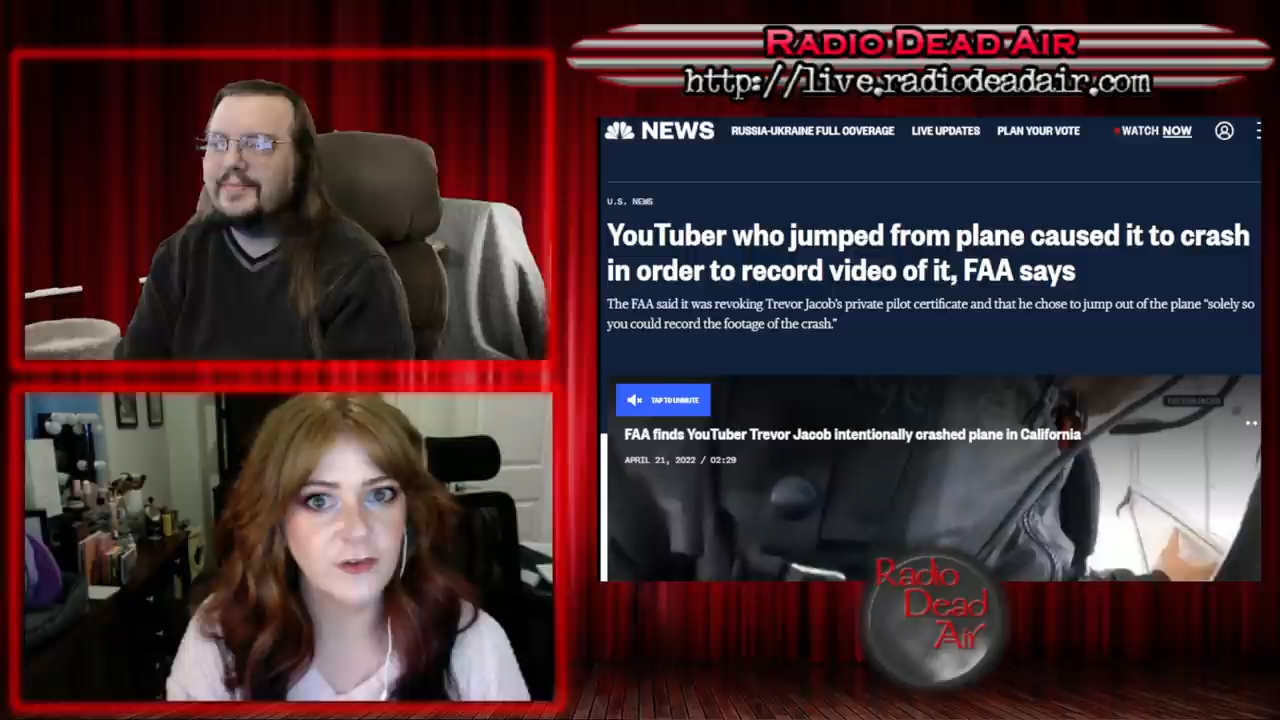 RADIO DEAD AIR
http://live.radiodeadair.com
NEWS RUSSIA-UKRAINE FULL COVERAGE LIVE UPDATES PLAN YOUR VOTE WATCH NOW
U.S. NEWS
YouTuber who jumped from plane caused it to crash
in order to record video of it, FAA says
The FAA said it was revoking Trevor Jacob's private pilot certificate and that he chose to jump out of the plane "solely so
you could record the footage of the crash."
TAP TO UNMUTE
FAA finds YouTuber Trevor Jacob intentionally crashed plane in California
APRIL 21, 2022 / 02:29
Radio
Dead
Air